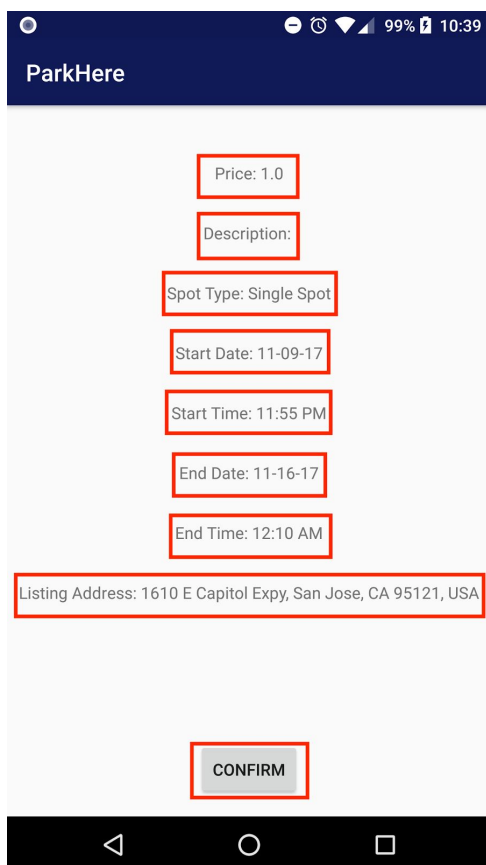 99% 10:39
ParkHere
Price: 1.0
Description:
Spot Type: Single Spot
Start Date: 11-09-17
Start Time: 11:55 PM
End Date: 11-16-17
End Time: 12:10 AM
Listing Address: 1610 E Capitol Expy, San Jose, CA 95121, USA
CONFIRM